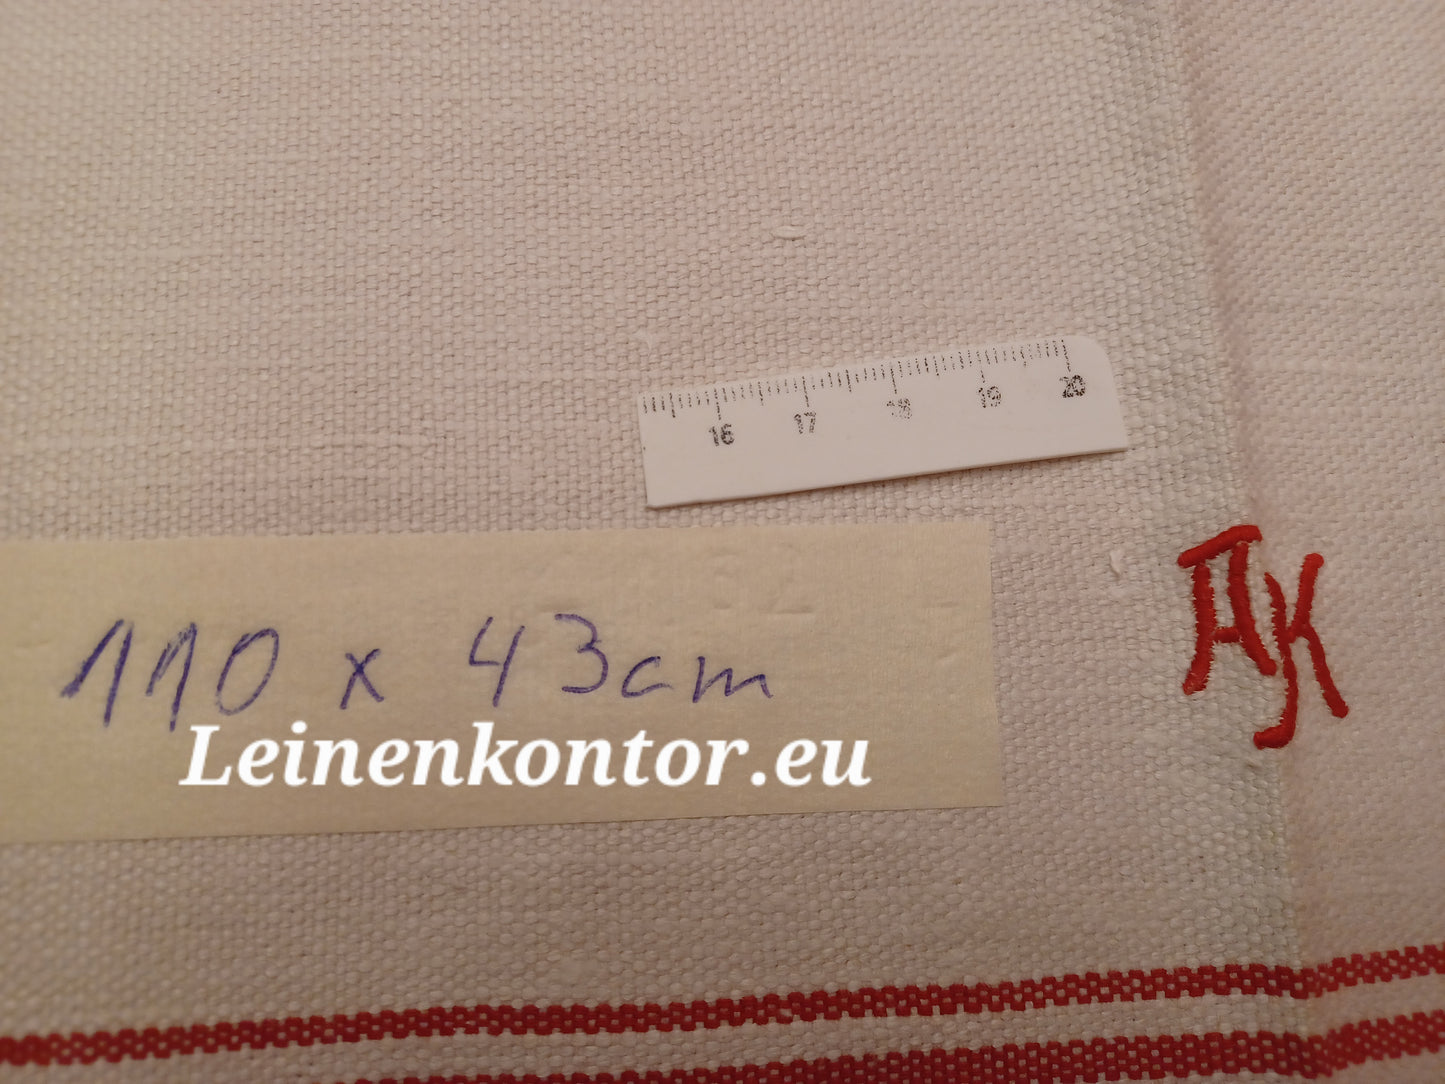 16 17 18 19 20
AK
110 x 43cm
Leinenkontor.eu